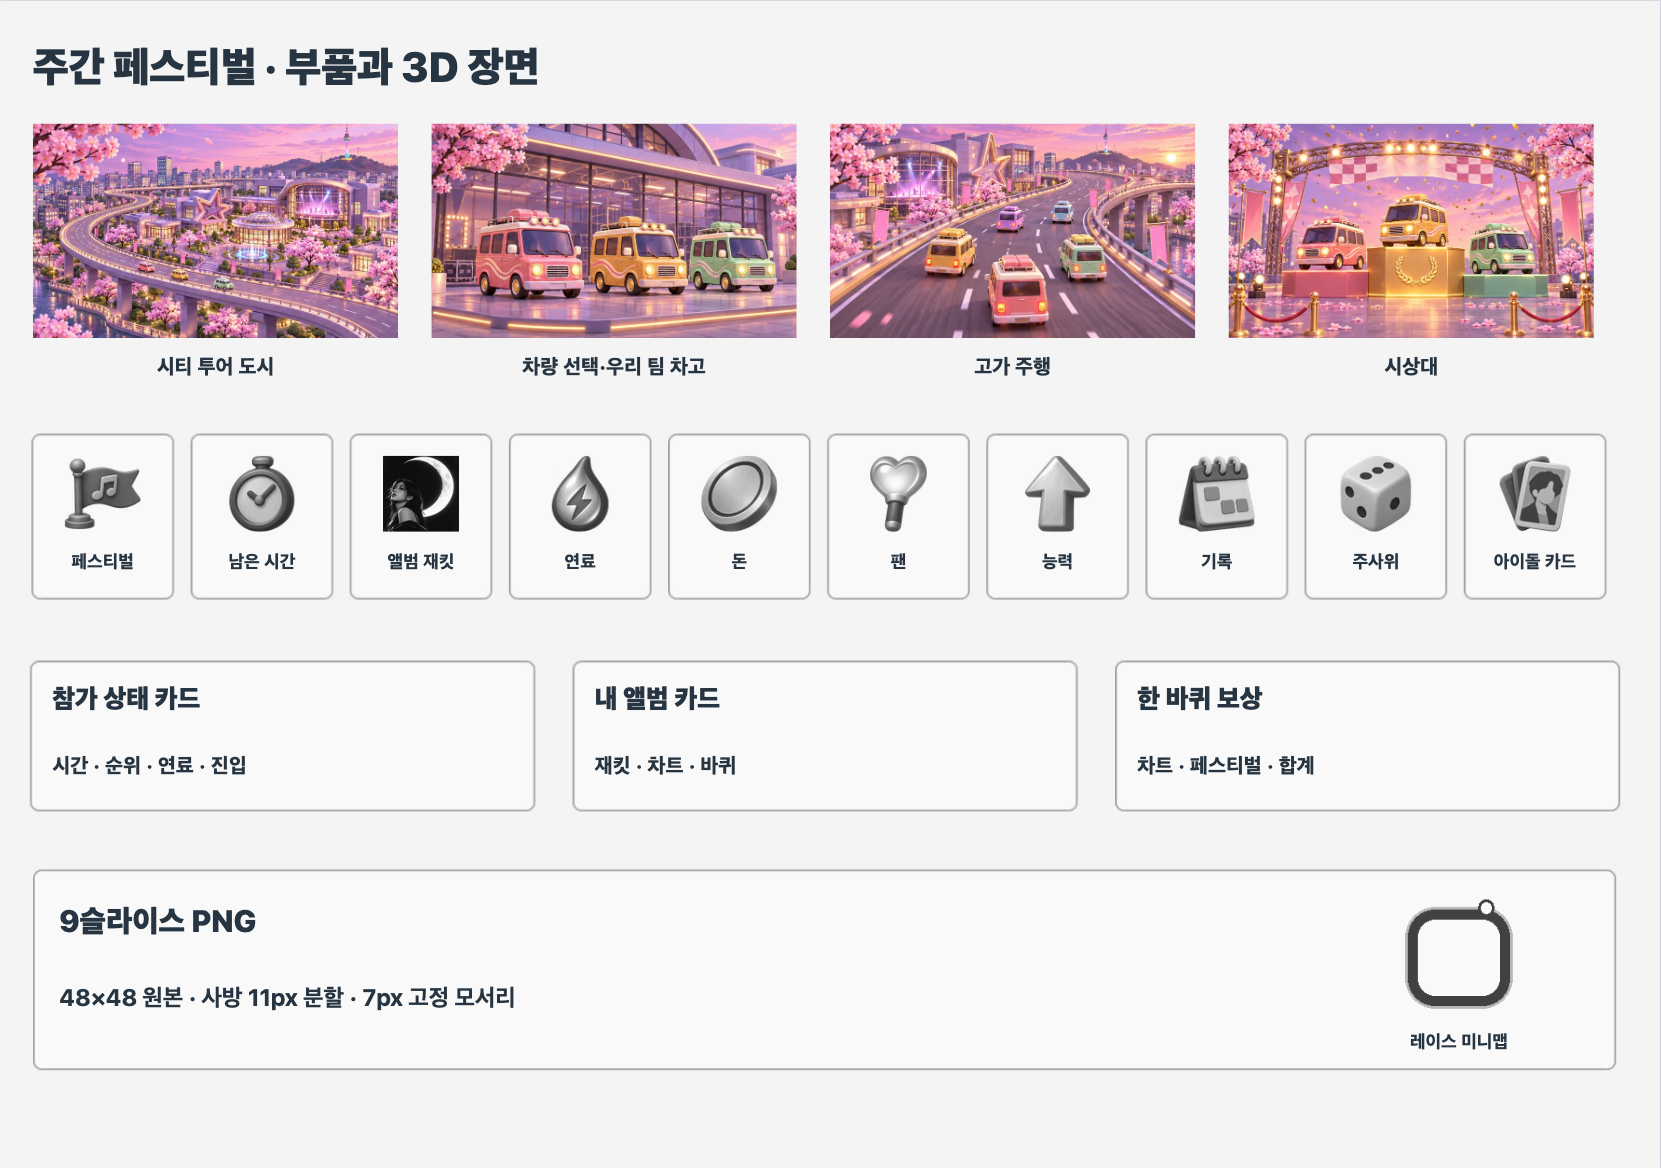 주간 페스티벌 · 부품과 3D 장면
시티 투어 도시
차량 선택·우리 팀 차고
고가 주행
시상대
페스티벌
남은 시간
앨범 재킷
연료
돈
팬
능력
기록
주사위
아이돌 카드
참가 상태 카드
시간 · 순위 · 연료 · 진입
내 앨범 카드
재킷 · 차트 · 바퀴
한 바퀴 보상
차트 · 페스티벌 · 합계
9슬라이스 PNG
48×48 원본 · 사방 11px 분할 · 7px 고정 모서리
레이스 미니맵